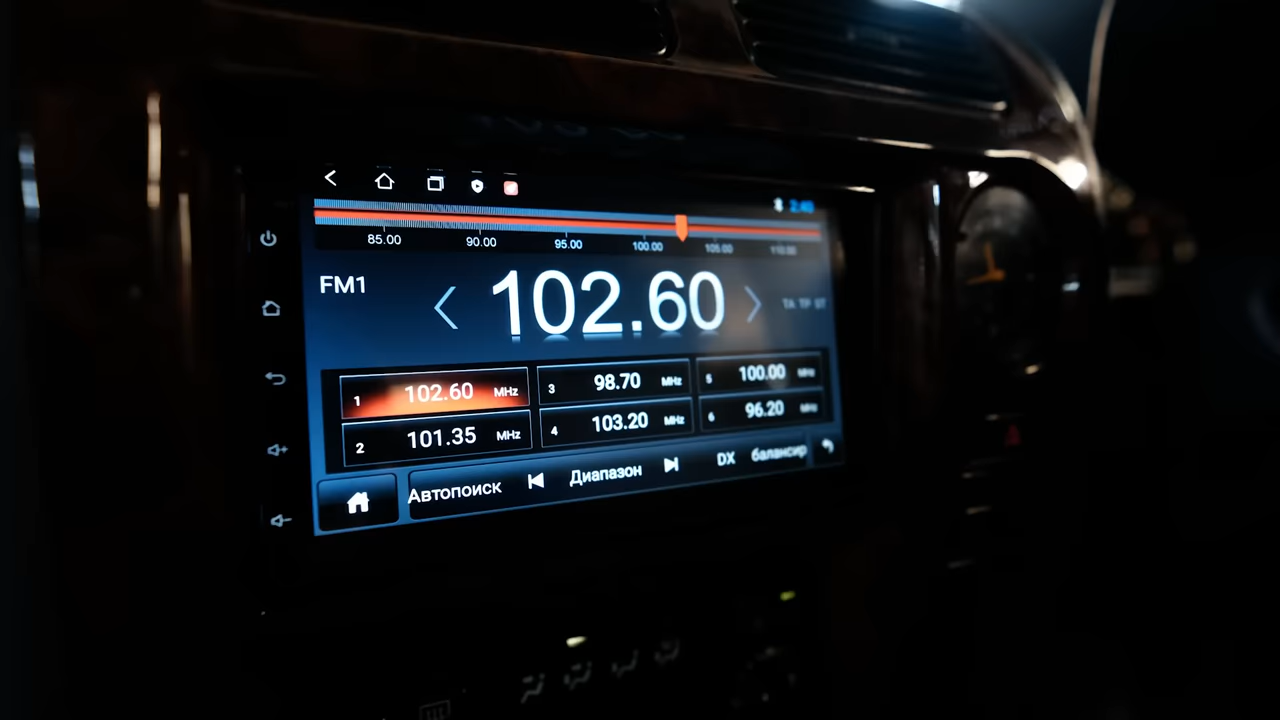 2:40
85.00 90.00 95.00 100.00 105.00 110.00
FM1
102.60
TA TP ST
1 102.60 MHz
3 98.70 MHz
5 100.00 MHz
2 101.35 MHz
4 103.20 MHz
6 96.20 MHz
Автопоиск Диапазон DX балансир